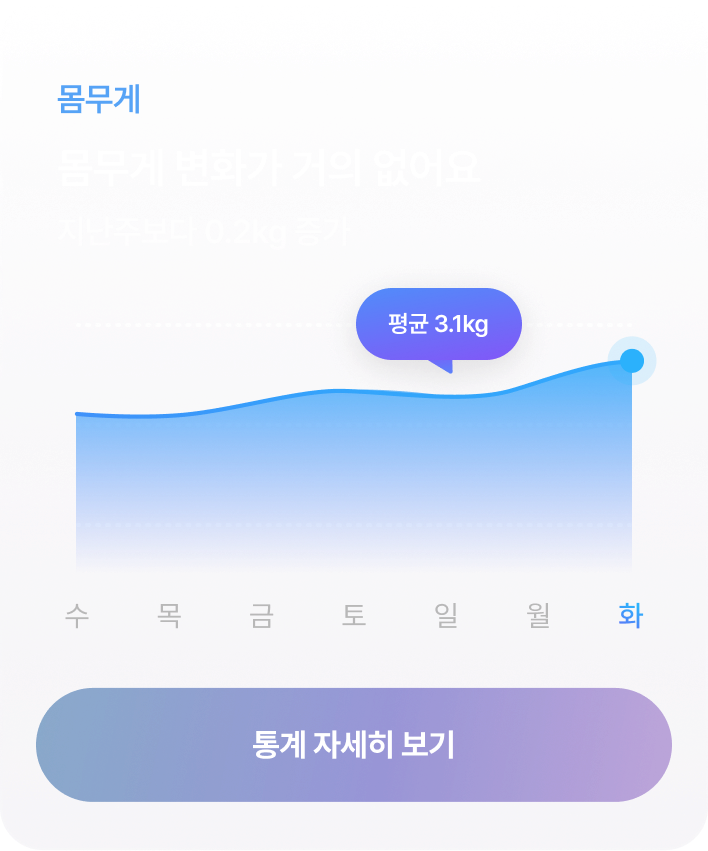 몸무게
몸무게 변화가 거의 없어요
지난주보다 0.2kg 증가
평균 3.1kg
수 목 금 토 일 월 화
통계 자세히 보기